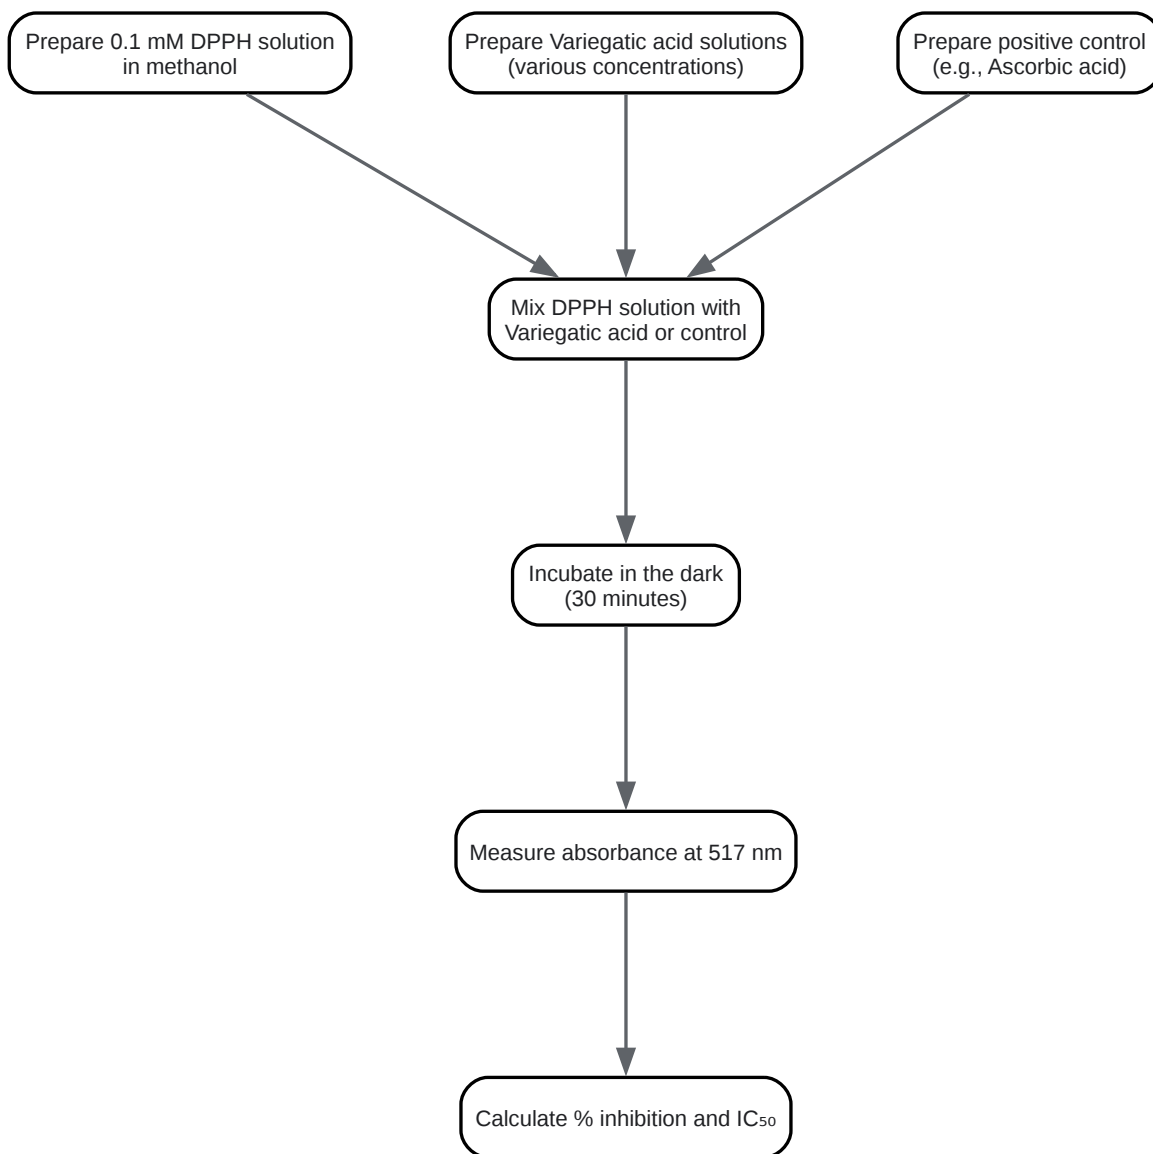 Prepare 0.1 mM DPPH solution
in methanol
Prepare Variegatic acid solutions
(various concentrations)
Prepare positive control
(e.g., Ascorbic acid)
Mix DPPH solution with
Variegatic acid or control
Incubate in the dark
(30 minutes)
Measure absorbance at 517 nm
Calculate % inhibition and IC₅₀